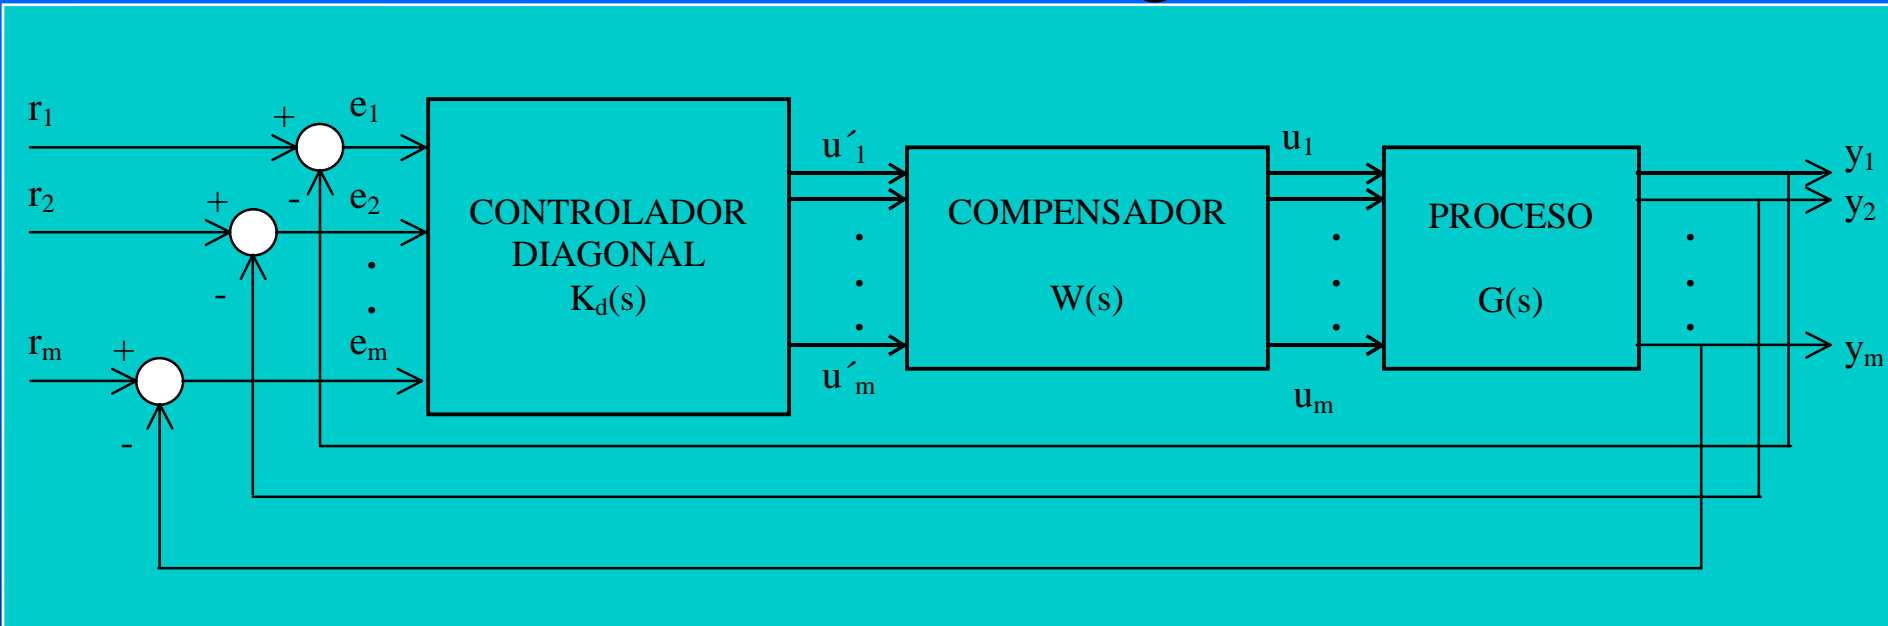 r1
r2
rm
+
+
+
-
-
-
e1
e2
.
.
em
CONTROLADOR
DIAGONAL
Kd(s)
u´1
.
.
.
u´m
COMPENSADOR
W(s)
u1
.
.
.
um
PROCESO
G(s)
.
.
.
y1
y2
ym